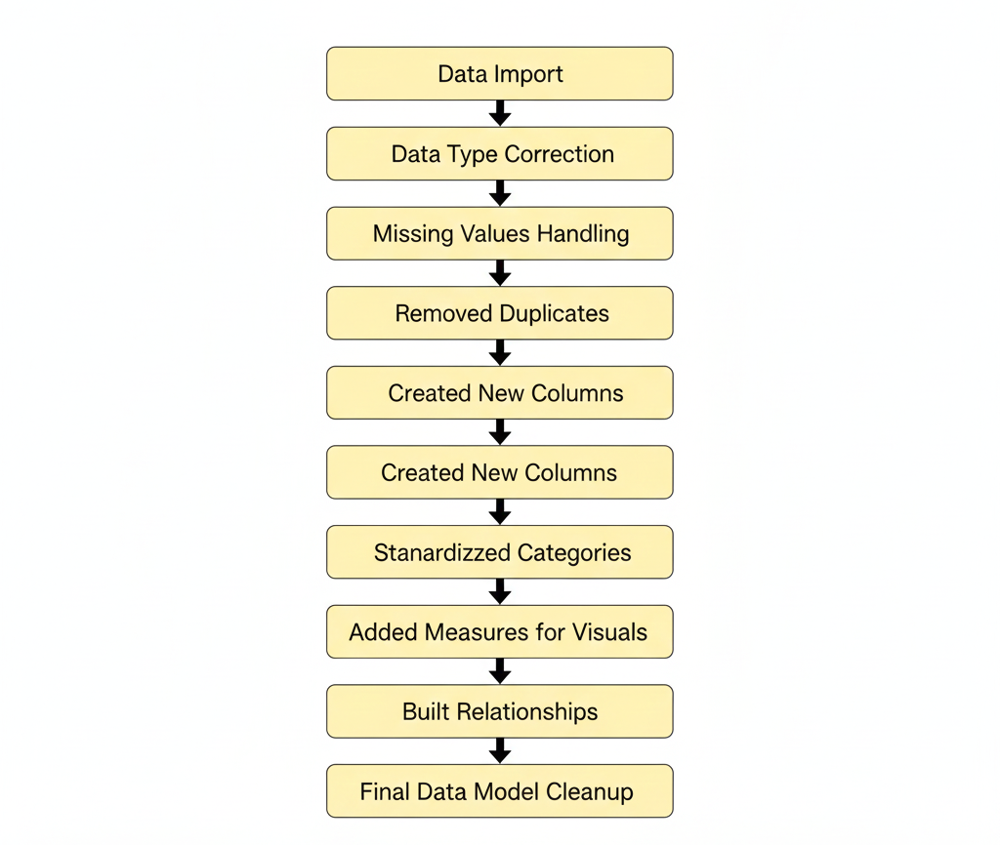 Data Import
Data Type Correction
Missing Values Handling
Removed Duplicates
Created New Columns
Created New Columns
Stanardizzed Categories
Added Measures for Visuals
Built Relationships
Final Data Model Cleanup